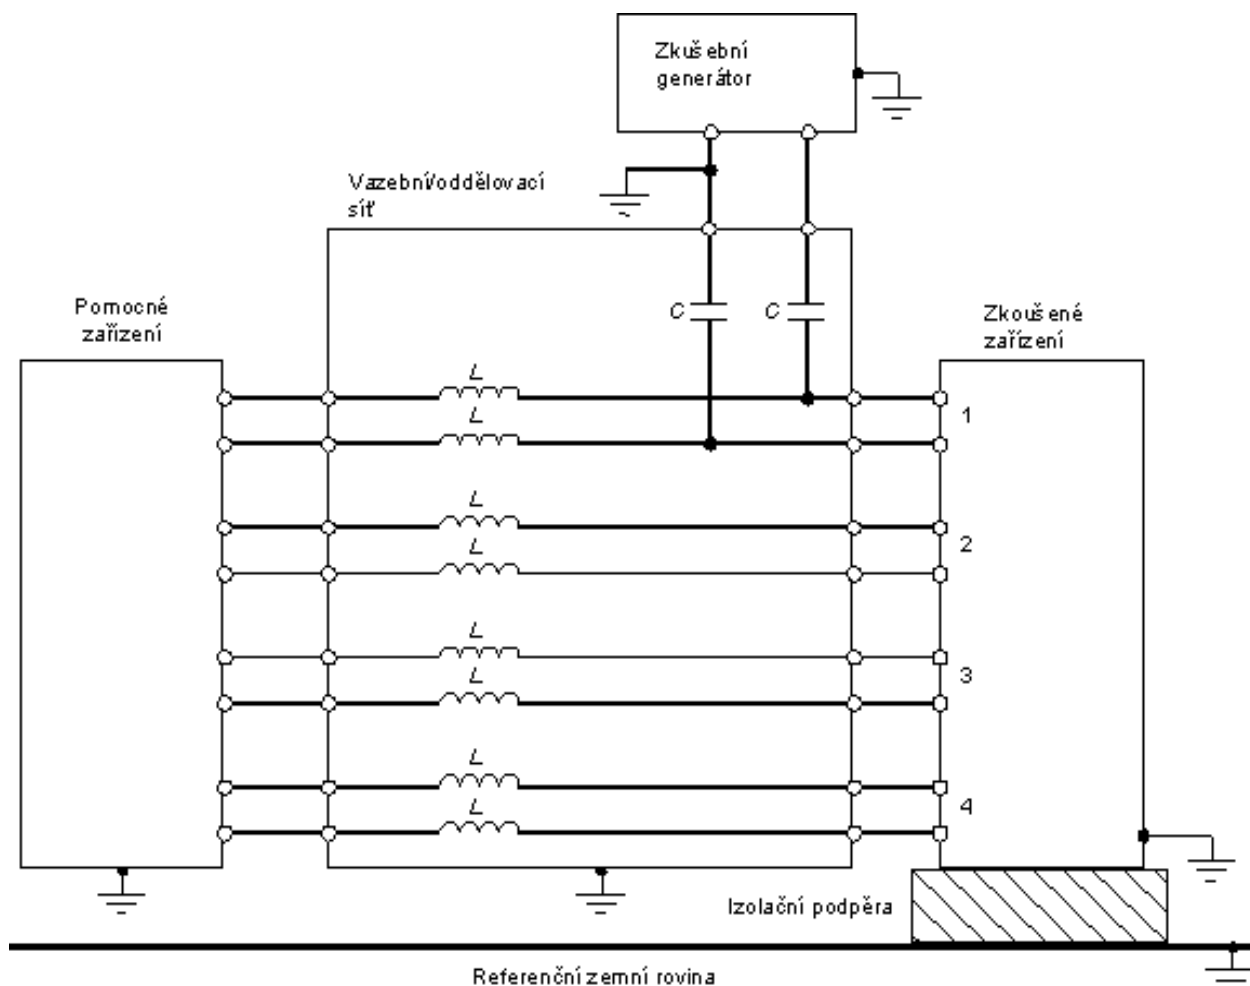 Zkušební
generátor
Vazební/oddělovací
síť
Pomocné
zařízení
C
C
Zkoušené
zařízení
L
1
L
L
2
L
L
3
L
L
4
L
Izolační podpěra
Referenční zemní rovina